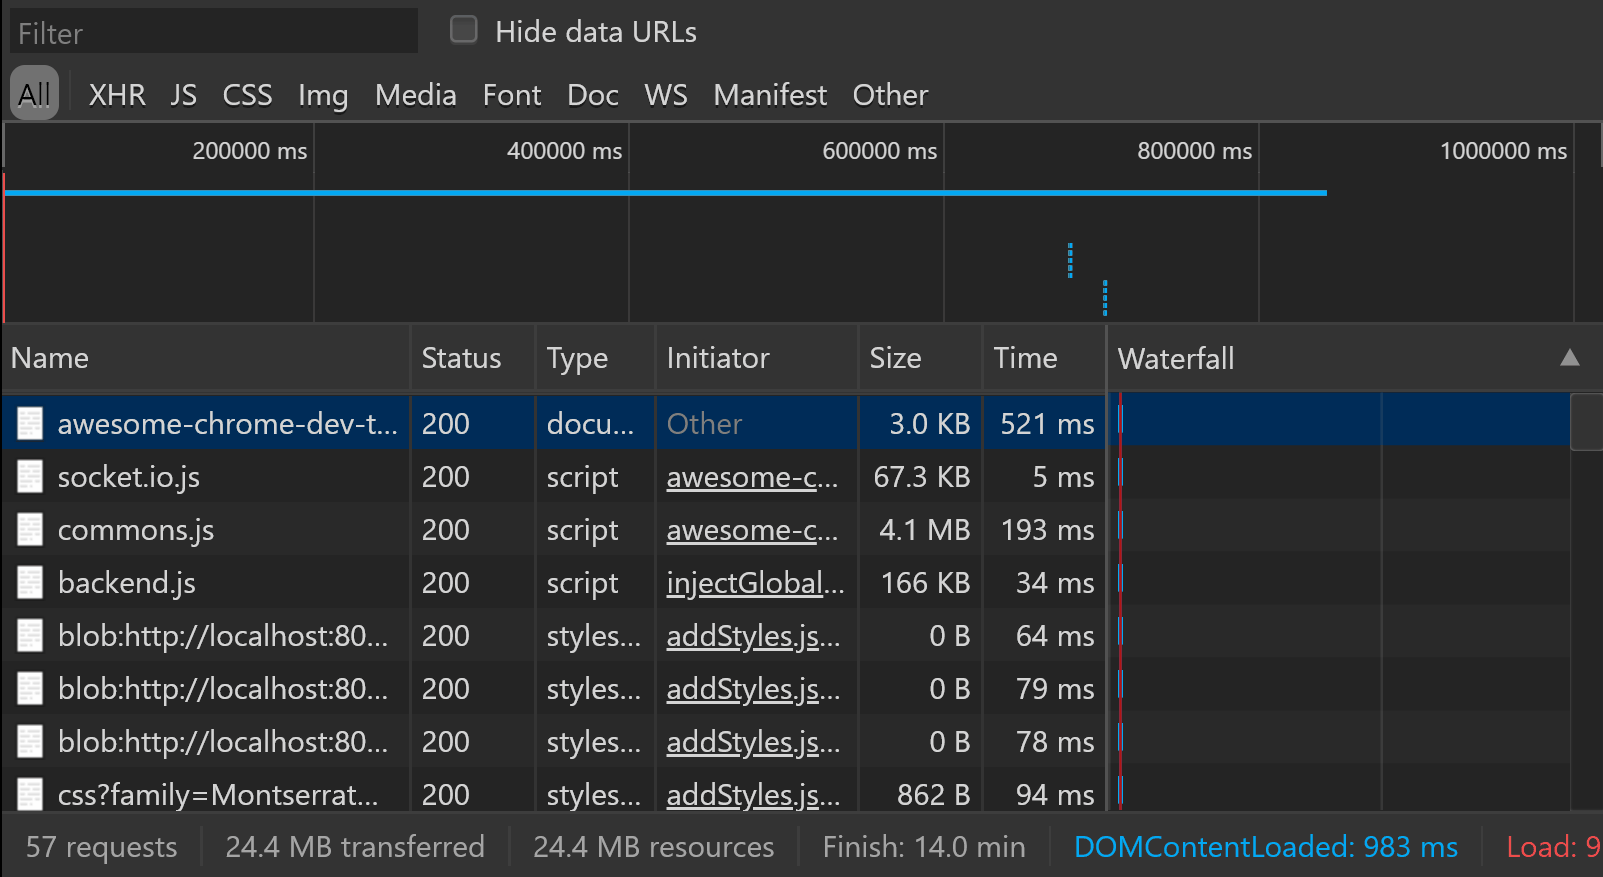 Filter Hide data URLs
All XHR JS CSS Img Media Font Doc WS Manifest Other
200000 ms 400000 ms 600000 ms 800000 ms 1000000 ms
Name Status Type Initiator Size Time Waterfall ▲
awesome-chrome-dev-t... 200 docu... Other 3.0 KB 521 ms
socket.io.js 200 script awesome-c... 67.3 KB 5 ms
commons.js 200 script awesome-c... 4.1 MB 193 ms
backend.js 200 script injectGlobal... 166 KB 34 ms
blob:http://localhost:80... 200 styles... addStyles.js... 0 B 64 ms
blob:http://localhost:80... 200 styles... addStyles.js... 0 B 79 ms
blob:http://localhost:80... 200 styles... addStyles.js... 0 B 78 ms
css?family=Montserrat... 200 styles... addStyles.js... 862 B 94 ms
57 requests 24.4 MB transferred 24.4 MB resources Finish: 14.0 min DOMContentLoaded: 983 ms Load: 9